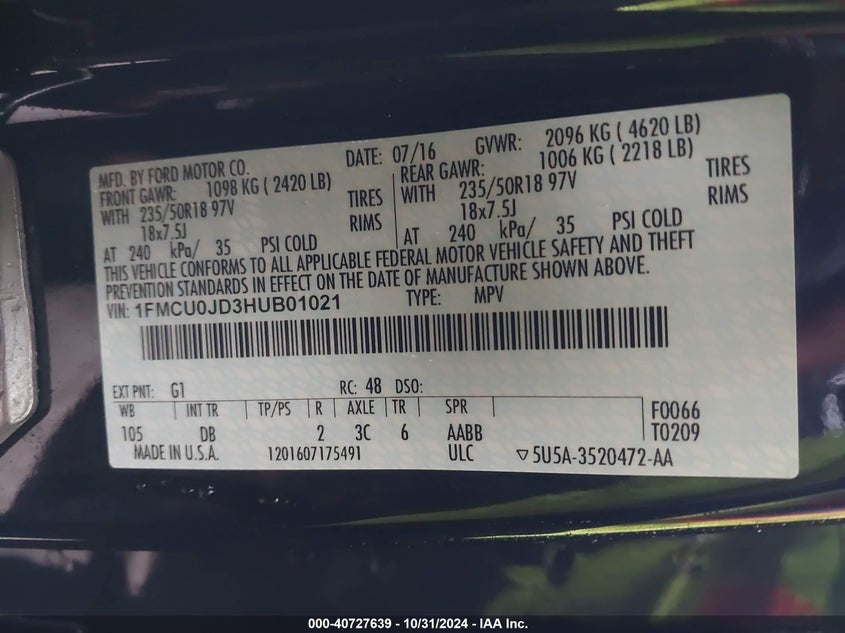 MFD. BY FORD MOTOR CO. DATE: 07/16 GVWR: 2096 KG ( 4620 LB)
FRONT GAWR: 1098 KG ( 2420 LB) REAR GAWR: 1006 KG ( 2218 LB)
WITH 235/50R18 97V TIRES WITH 235/50R18 97V TIRES
18x7.5J RIMS 18x7.5J RIMS
AT 240 kPa/ 35 PSI COLD AT 240 kPa/ 35 PSI COLD
THIS VEHICLE CONFORMS TO ALL APPLICABLE FEDERAL MOTOR VEHICLE SAFETY AND THEFT
PREVENTION STANDARDS IN EFFECT ON THE DATE OF MANUFACTURE SHOWN ABOVE.
VIN: 1FMCU0JD3HUB01021 TYPE: MPV
EXT PNT: G1 RC: 48 DSO:
WB INT TR TP/PS R AXLE TR SPR F0066
105 DB 2 3C 6 AABB T0209
MADE IN U.S.A. 1201607175491 ULC ▽5U5A-3520472-AA
000-40727639 - 10/31/2024 - IAA Inc.